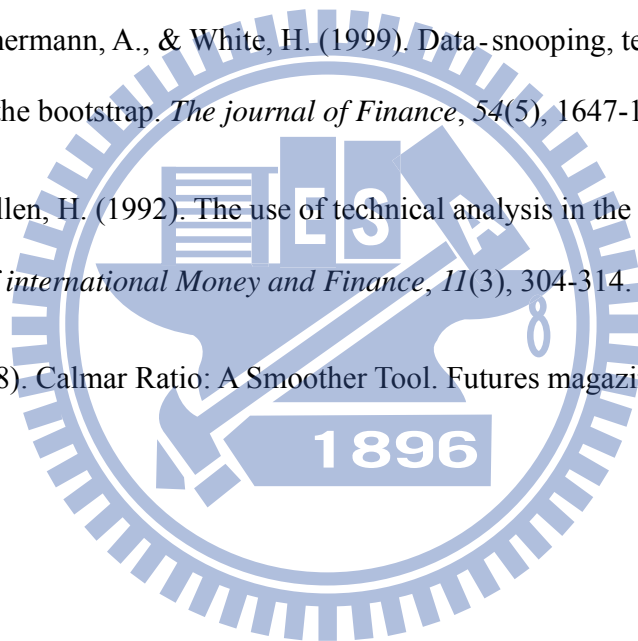 nermann, A., & White, H. (1999). Data-snooping, te
the bootstrap. The journal of Finance, 54(5), 1647-1
llen, H. (1992). The use of technical analysis in the
f international Money and Finance, 11(3), 304-314.
8). Calmar Ratio: A Smoother Tool. Futures magazi
E S A
1896